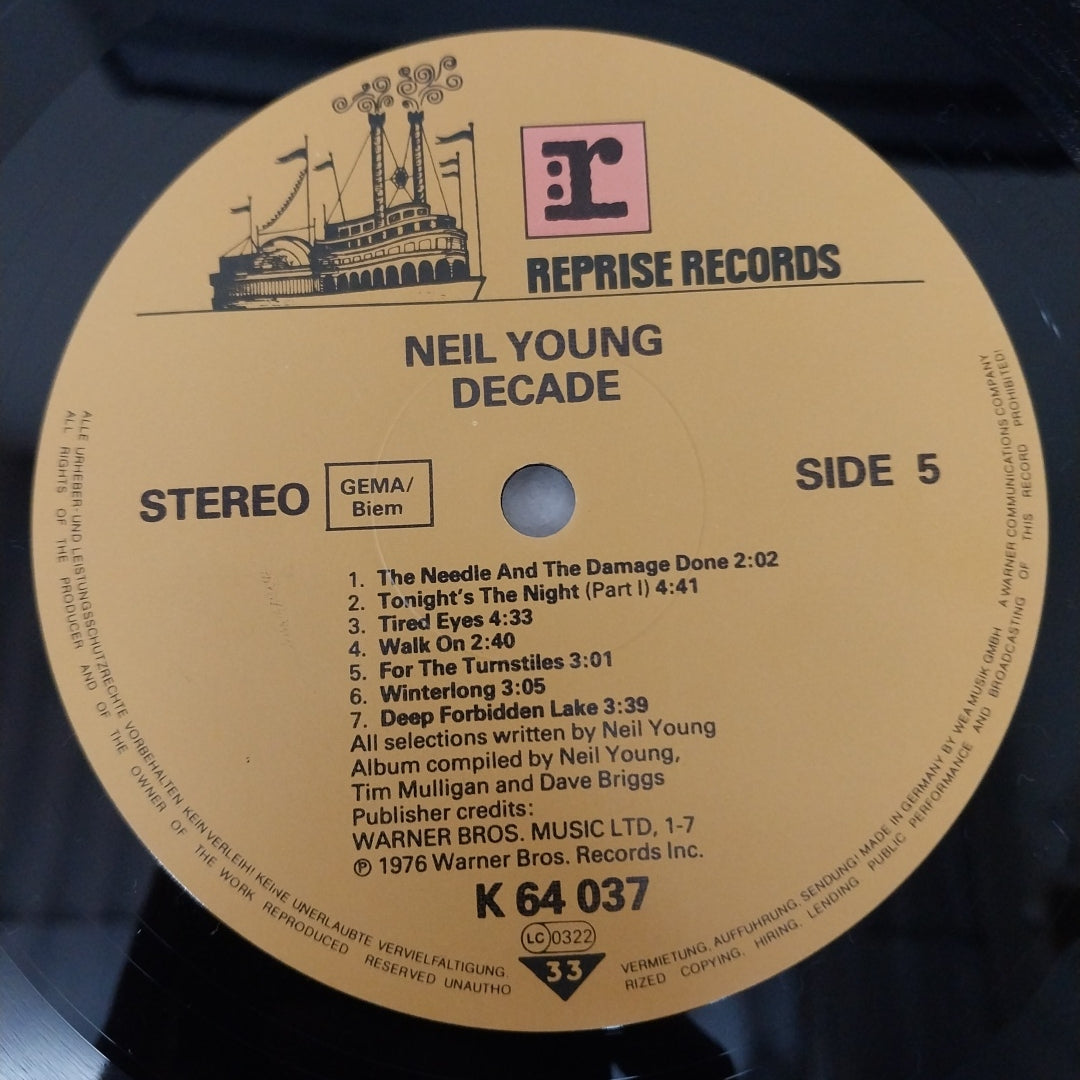 r
REPRISE RECORDS
NEIL YOUNG
DECADE
STEREO
GEMA/
Biem
SIDE 5
1. The Needle And The Damage Done 2:02
2. Tonight's The Night (Part I) 4:41
3. Tired Eyes 4:33
4. Walk On 2:40
5. For The Turnstiles 3:01
6. Winterlong 3:05
7. Deep Forbidden Lake 3:39
All selections written by Neil Young
Album compiled by Neil Young,
Tim Mulligan and Dave Briggs
Publisher credits:
WARNER BROS. MUSIC LTD, 1-7
℗ 1976 Warner Bros. Records Inc.
K 64 037
LC 0322
33
ALLE URHEBER-UND LEISTUNGSSCHUTZRECHTE VORBEHALTEN KEIN VERLEIH! KEINE UNERLAUBTE VERVIELFALTIGUNG, VERMIETUNG, AUFFUHRUNG, SENDUNG! MADE IN GERMANY BY WEA MUSIK GMBH A WARNER COMMUNICATIONS COMPANY
ALL RIGHTS OF THE PRODUCER AND OF THE OWNER OF THE WORK REPRODUCED RESERVED UNAUTHO RIZED COPYING, HIRING, LENDING PUBLIC PERFORMANCE AND BROADCASTING OF THIS RECORD PROHIBITED!